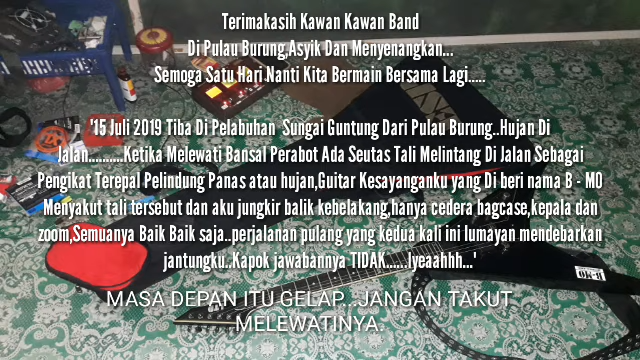 Terimakasih Kawan Kawan Band
Di Pulau Burung,Asyik Dan Menyenangkan...
Semoga Satu Hari Nanti Kita Bermain Bersama Lagi.....
'15 Juli 2019 Tiba Di Pelabuhan Sungai Guntung Dari Pulau Burung..Hujan Di
Jalan..........Ketika Melewati Bansal Perabot Ada Seutas Tali Melintang Di Jalan Sebagai
Pengikat Terepal Pelindung Panas atau hujan,Guitar Kesayanganku yang Di beri nama B - MO
Menyakut tali tersebut dan aku jungkir balik kebelakang,hanya cedera bagcase,kepala dan
zoom,Semuanya Baik Baik saja..perjalanan pulang yang kedua kali ini lumayan mendebarkan
jantungku..Kapok jawabannya TIDAK......Iyeaahhh...'
B-MO
MASA DEPAN ITU GELAP...JANGAN TAKUT
MELEWATINYA.